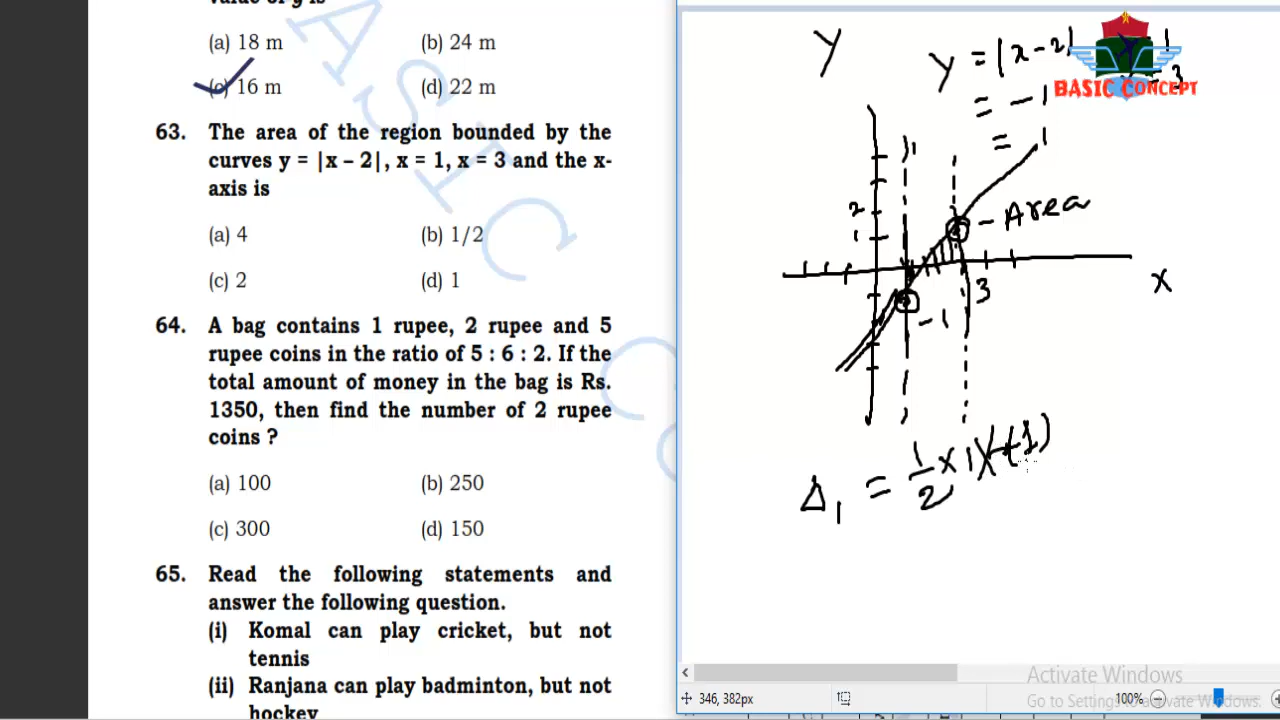 (a) 18 m
(b) 24 m
(c) 16 m
(d) 22 m
63. The area of the region bounded by the
curves y = |x – 2|, x = 1, x = 3 and the x-
axis is
(a) 4
(b) 1/2
(c) 2
(d) 1
64. A bag contains 1 rupee, 2 rupee and 5
rupee coins in the ratio of 5 : 6 : 2. If the
total amount of money in the bag is Rs.
1350, then find the number of 2 rupee
coins ?
(a) 100
(b) 250
(c) 300
(d) 150
65. Read the following statements and
answer the following question.
(i) Komal can play cricket, but not
tennis
(ii) Ranjana can play badminton, but not
hockey
y
y = |x-2|
1
3
BASIC CONCEPT
= -1
= 1
1
2
1
- Area
3
x
-1
Δ1 = 1/2 x 1 x (1)
Activate Windows
Go to Settings to activate Windows.
346, 382px
100%